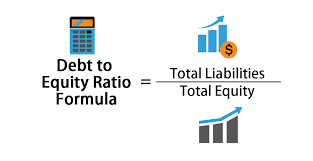 Debt to
Equity Ratio
Formula
=
Total Liabilities
Total Equity
$